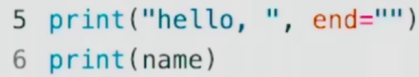 5 print("hello, ", end="")
6 print(name)